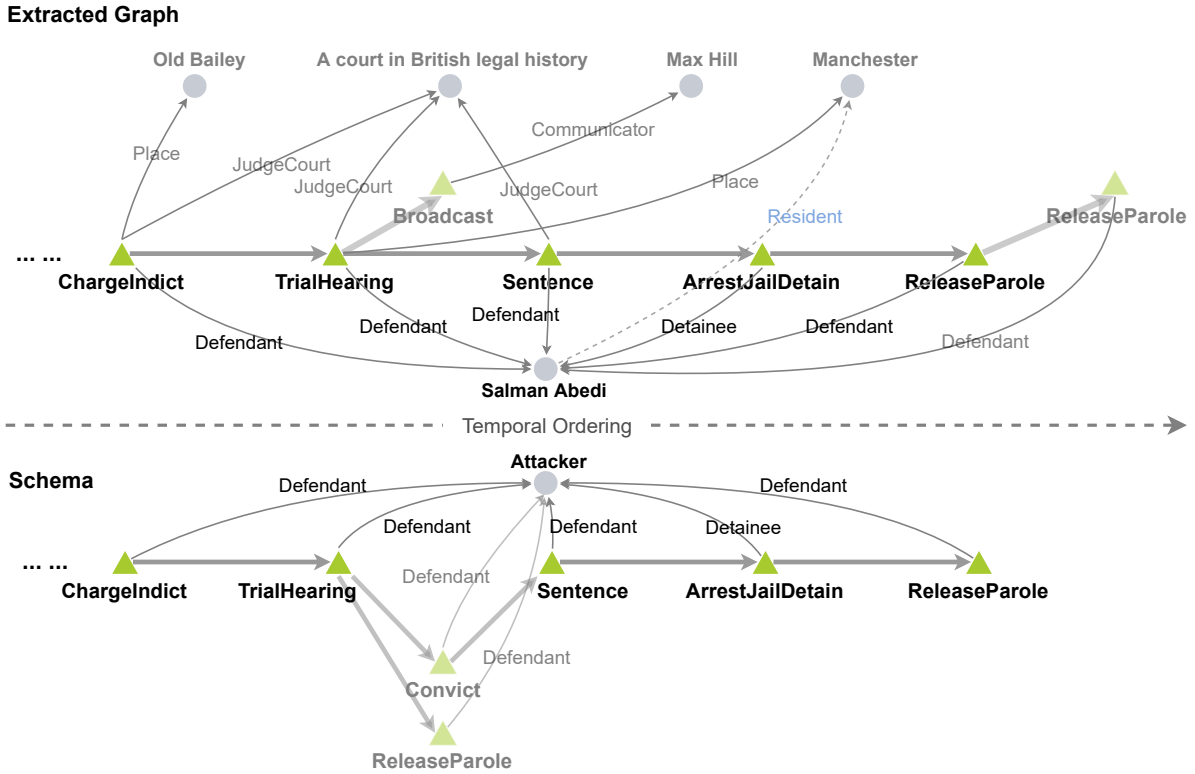 Extracted Graph
Old Bailey
A court in British legal history
Max Hill
Manchester
Communicator
Place
JudgeCourt
JudgeCourt
JudgeCourt
Place
Broadcast
Resident
ReleaseParole
... ...
ChargeIndict
TrialHearing
Sentence
ArrestJailDetain
ReleaseParole
Defendant
Defendant
Defendant
Detainee
Defendant
Defendant
Salman Abedi
Temporal Ordering
Schema
Attacker
Defendant
Defendant
Defendant
Defendant
Detainee
... ...
ChargeIndict
TrialHearing
Sentence
ArrestJailDetain
ReleaseParole
Defendant
Defendant
Convict
ReleaseParole